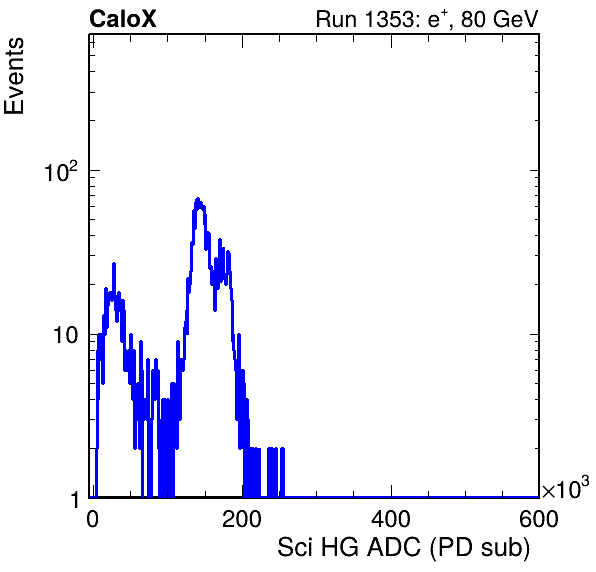 CaloX Run 1353: e⁺, 80 GeV
Events
10²
10
1
0 200 400 600
×10³
Sci HG ADC (PD sub)